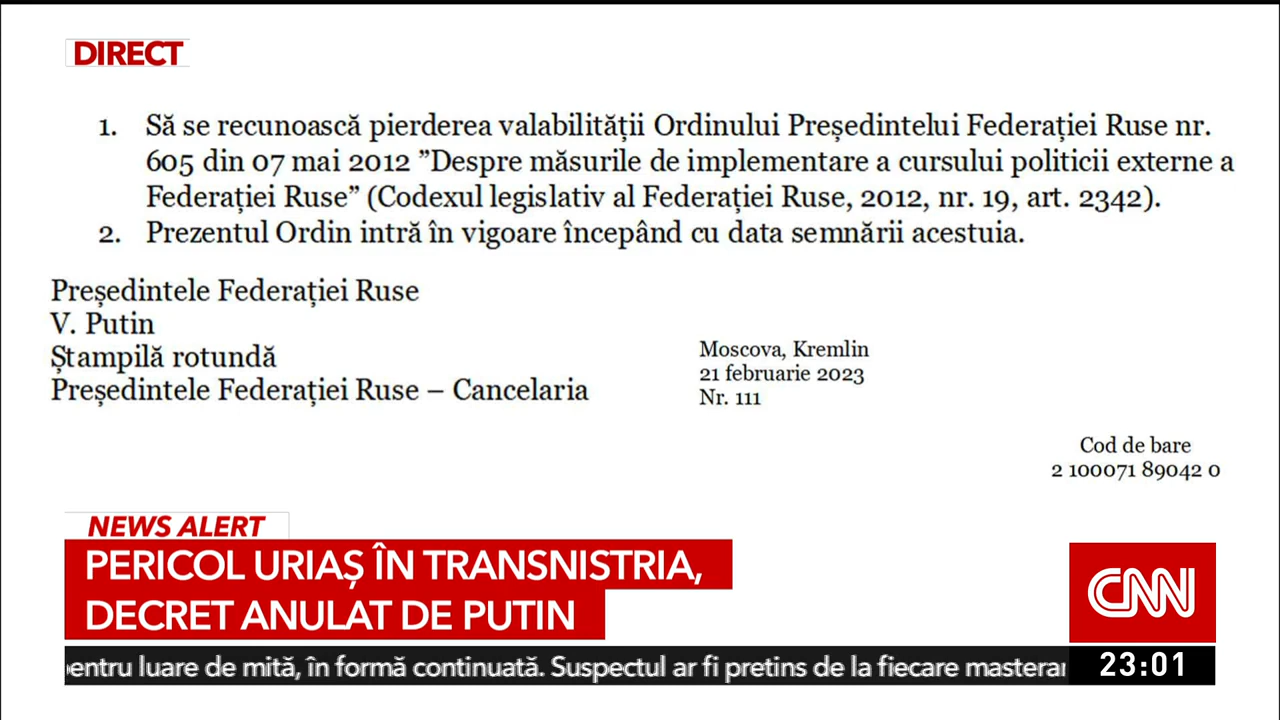 DIRECT
1. Să se recunoască pierderea valabilității Ordinului Președintelui Federației Ruse nr.
605 din 07 mai 2012 ”Despre măsurile de implementare a cursului politicii externe a
Federației Ruse” (Codexul legislativ al Federației Ruse, 2012, nr. 19, art. 2342).
2. Prezentul Ordin intră în vigoare începând cu data semnării acestuia.
Președintele Federației Ruse
V. Putin
Ștampilă rotundă
Președintele Federației Ruse – Cancelaria
Moscova, Kremlin
21 februarie 2023
Nr. 111
Cod de bare
2 100071 89042 0
NEWS ALERT
PERICOL URIAȘ ÎN TRANSNISTRIA,
DECRET ANULAT DE PUTIN
CNN
pentru luare de mită, în formă continuată. Suspectul ar fi pretins de la fiecare
23:01